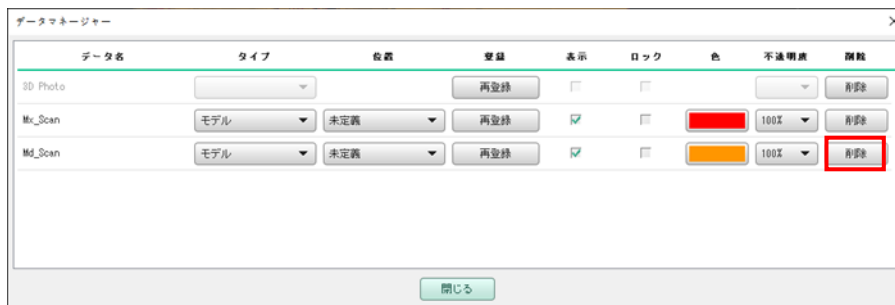 データマネージャー
データ名 タイプ 位置 登録 表示 ロック 色 不透明度 削除
3D Photo 再登録 削除
Mx_Scan モデル 未定義 再登録 100% 削除
Md_Scan モデル 未定義 再登録 100% 削除
閉じる